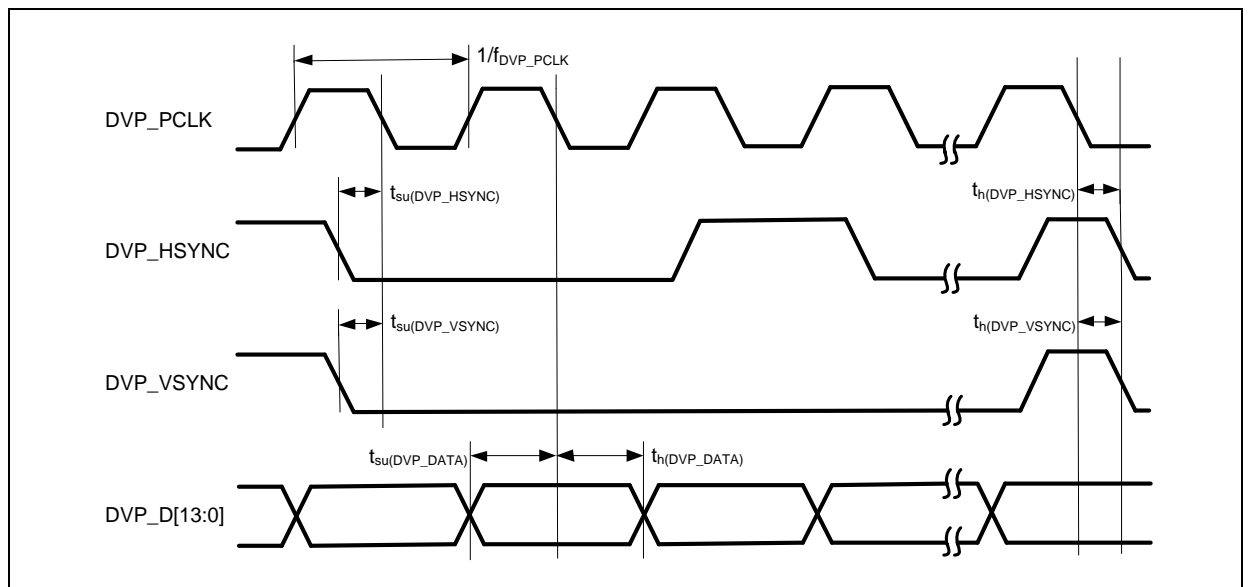 1/fDVP_PCLK
DVP_PCLK
tsu(DVP_HSYNC)
th(DVP_HSYNC)
DVP_HSYNC
tsu(DVP_VSYNC)
th(DVP_VSYNC)
DVP_VSYNC
tsu(DVP_DATA)
th(DVP_DATA)
DVP_D[13:0]